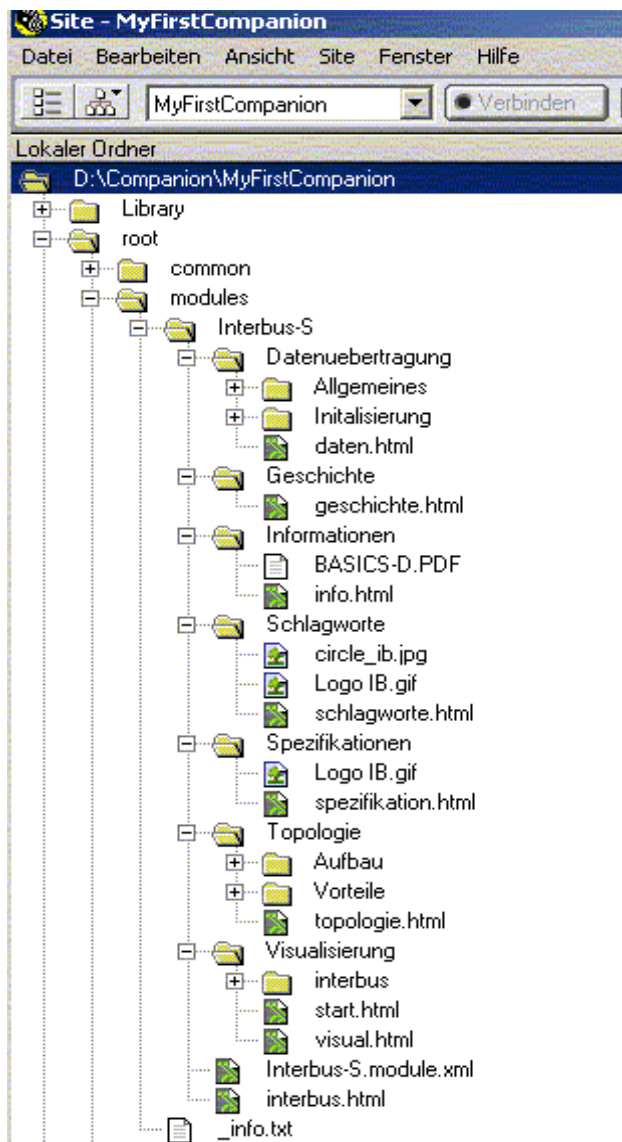 Site - MyFirstCompanion
Datei Bearbeiten Ansicht Site Fenster Hilfe
MyFirstCompanion Verbinden
Lokaler Ordner
D:\Companion\MyFirstCompanion
Library
root
common
modules
Interbus-S
Datenuebertragung
Allgemeines
Initalisierung
daten.html
Geschichte
geschichte.html
Informationen
BASICS-D.PDF
info.html
Schlagworte
circle_ib.jpg
Logo IB.gif
schlagworte.html
Spezifikationen
Logo IB.gif
spezifikation.html
Topologie
Aufbau
Vorteile
topologie.html
Visualisierung
interbus
start.html
visual.html
Interbus-S.module.xml
interbus.html
_info.txt